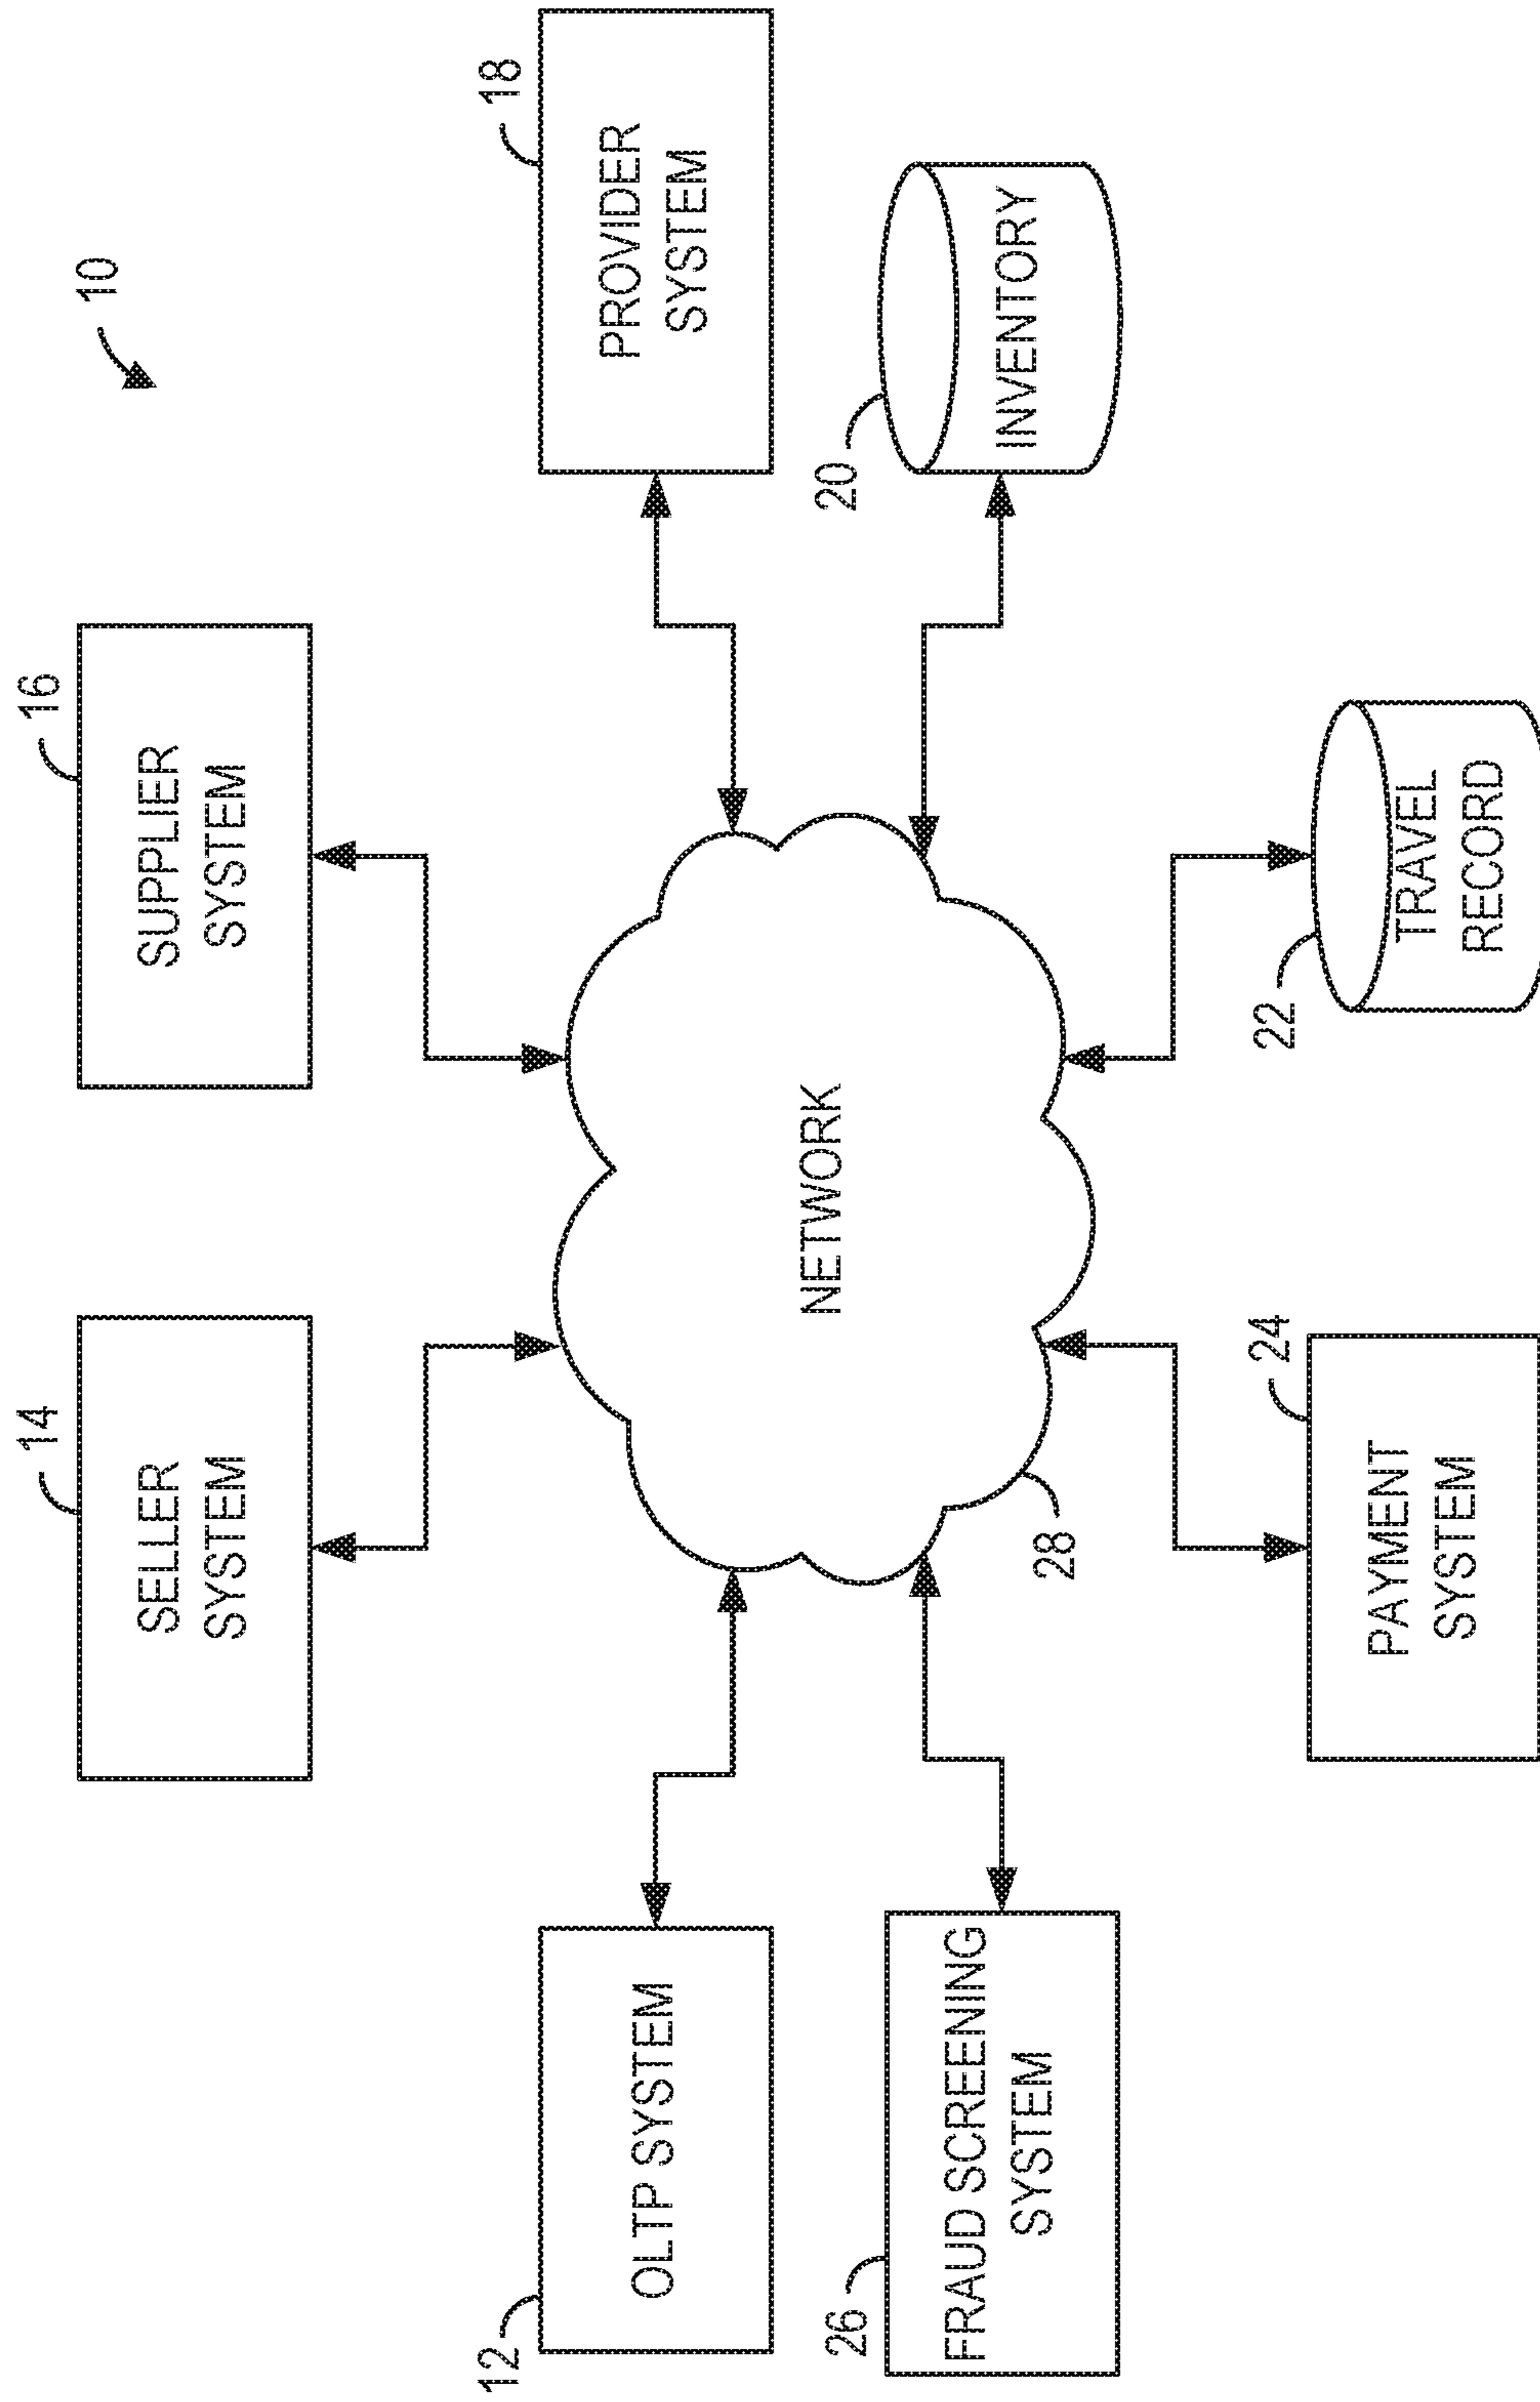 10
14
SELLER
SYSTEM
16
SUPPLIER
SYSTEM
12
OLTP SYSTEM
18
PROVIDER
SYSTEM
NETWORK
28
26
FRAUD SCREENING
SYSTEM
20
INVENTORY
24
PAYMENT
SYSTEM
22
TRAVEL
RECORD